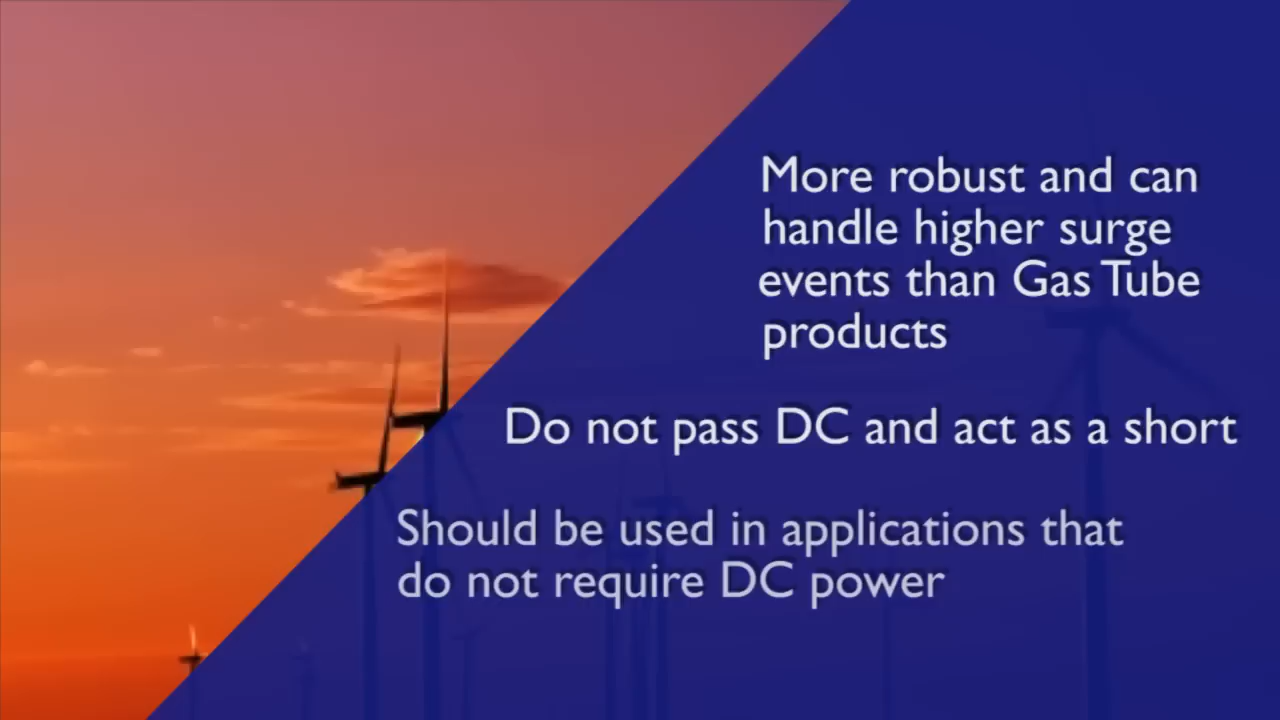 More robust and can
handle higher surge
events than Gas Tube
products
Do not pass DC and act as a short
Should be used in applications that
do not require DC power